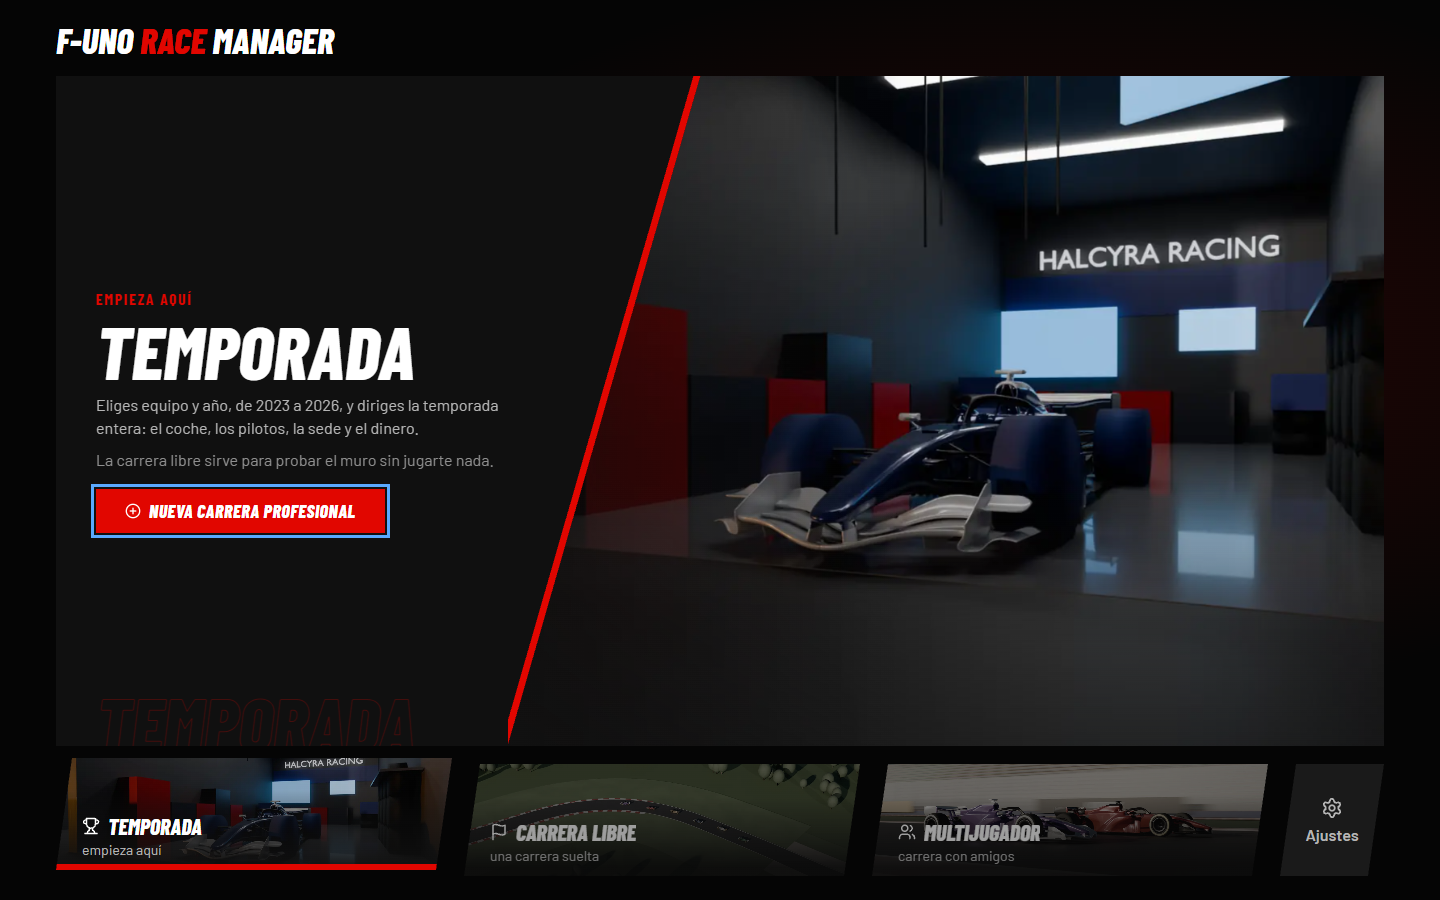 F-UNO RACE MANAGER
HALCYRA RACING
EMPIEZA AQUÍ
TEMPORADA
Eliges equipo y año, de 2023 a 2026, y diriges la temporada
entera: el coche, los pilotos, la sede y el dinero.
La carrera libre sirve para probar el muro sin jugarte nada.
NUEVA CARRERA PROFESIONAL
TEMPORADA
HALCYRA RACING
TEMPORADA
empieza aquí
CARRERA LIBRE
una carrera suelta
MULTIJUGADOR
carrera con amigos
Ajustes